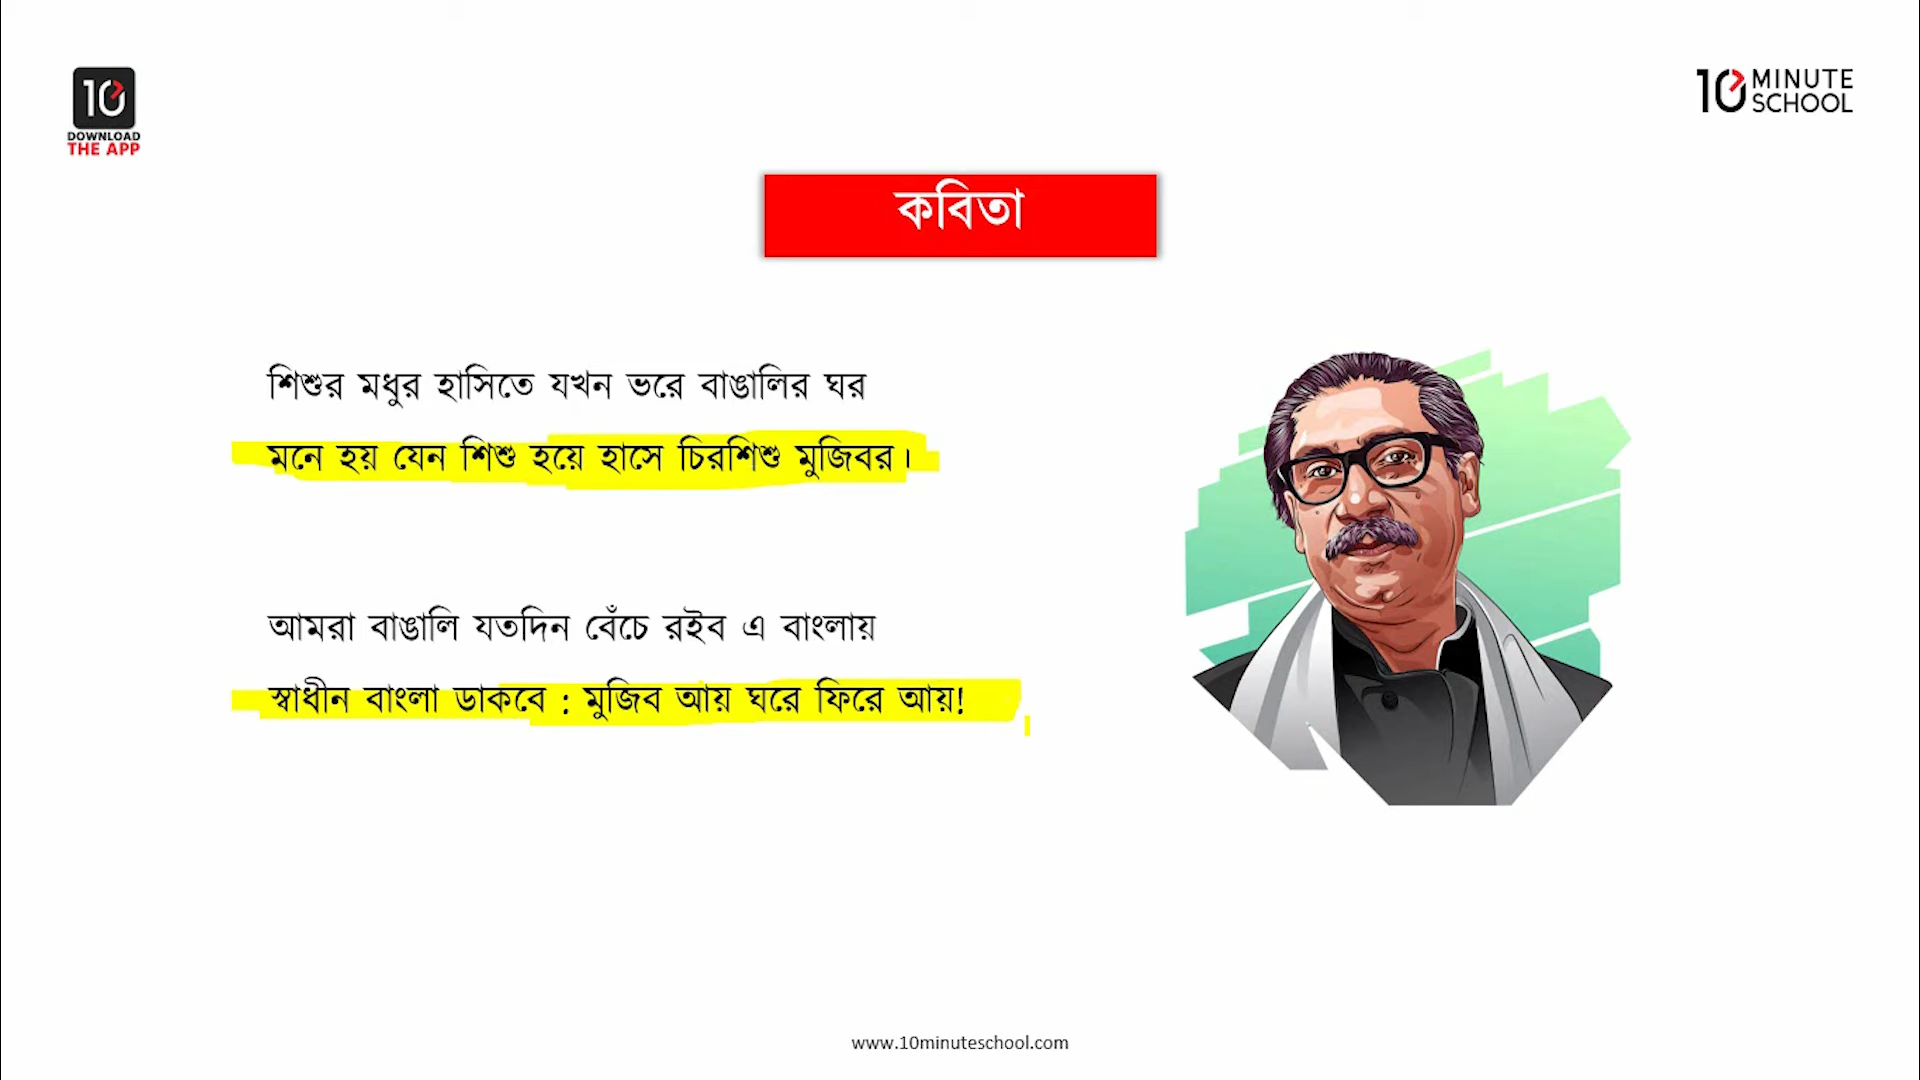 10
DOWNLOAD
THE APP
10 MINUTE
SCHOOL
কবিতা
শিশুর মধুর হাসিতে যখন ভরে বাঙালির ঘর
মনে হয় যেন শিশু হয়ে হাসে চিরশিশু মুজিবর।
আমরা বাঙালি যতদিন বেঁচে রইব এ বাংলায়
স্বাধীন বাংলা ডাকবে : মুজিব আয় ঘরে ফিরে আয়!
www.10minuteschool.com